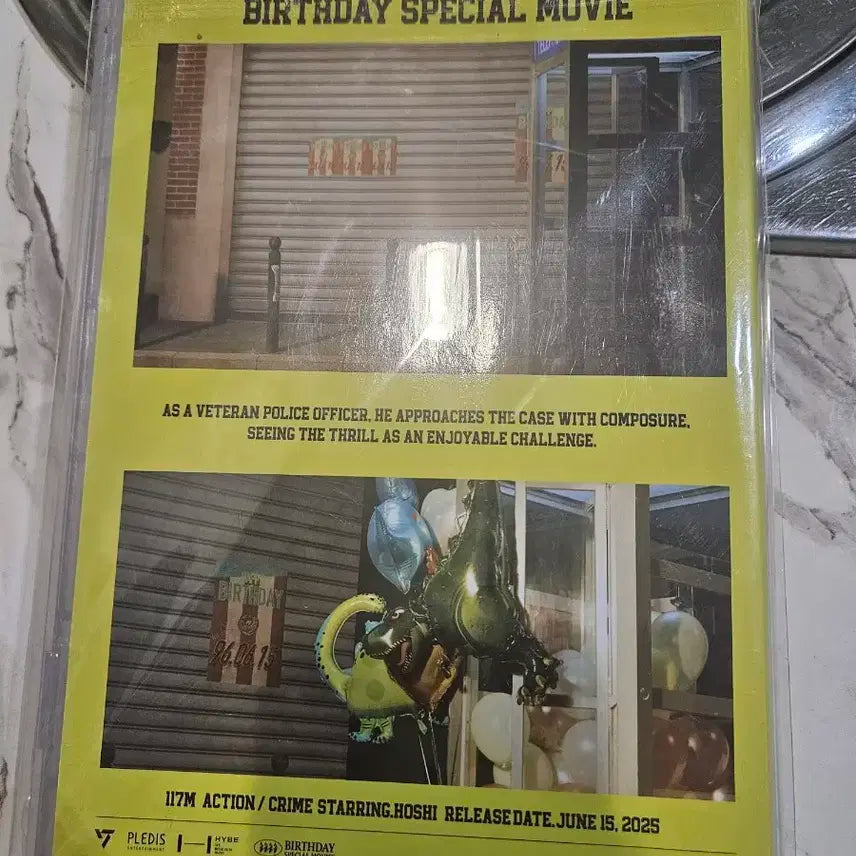 BIRTHDAY SPECIAL MOVIE
AS A VETERAN POLICE OFFICER, HE APPROACHES THE CASE WITH COMPOSURE,
SEEING THE THRILL AS AN ENJOYABLE CHALLENGE.
BIRTHDAY
96.06.15
117M ACTION / CRIME STARRING.HOSHI RELEASE DATE.JUNE 15, 2025
PLEDIS
ENTERTAINMENT
HYBE
BIRTHDAY
SPECIAL MOVIE